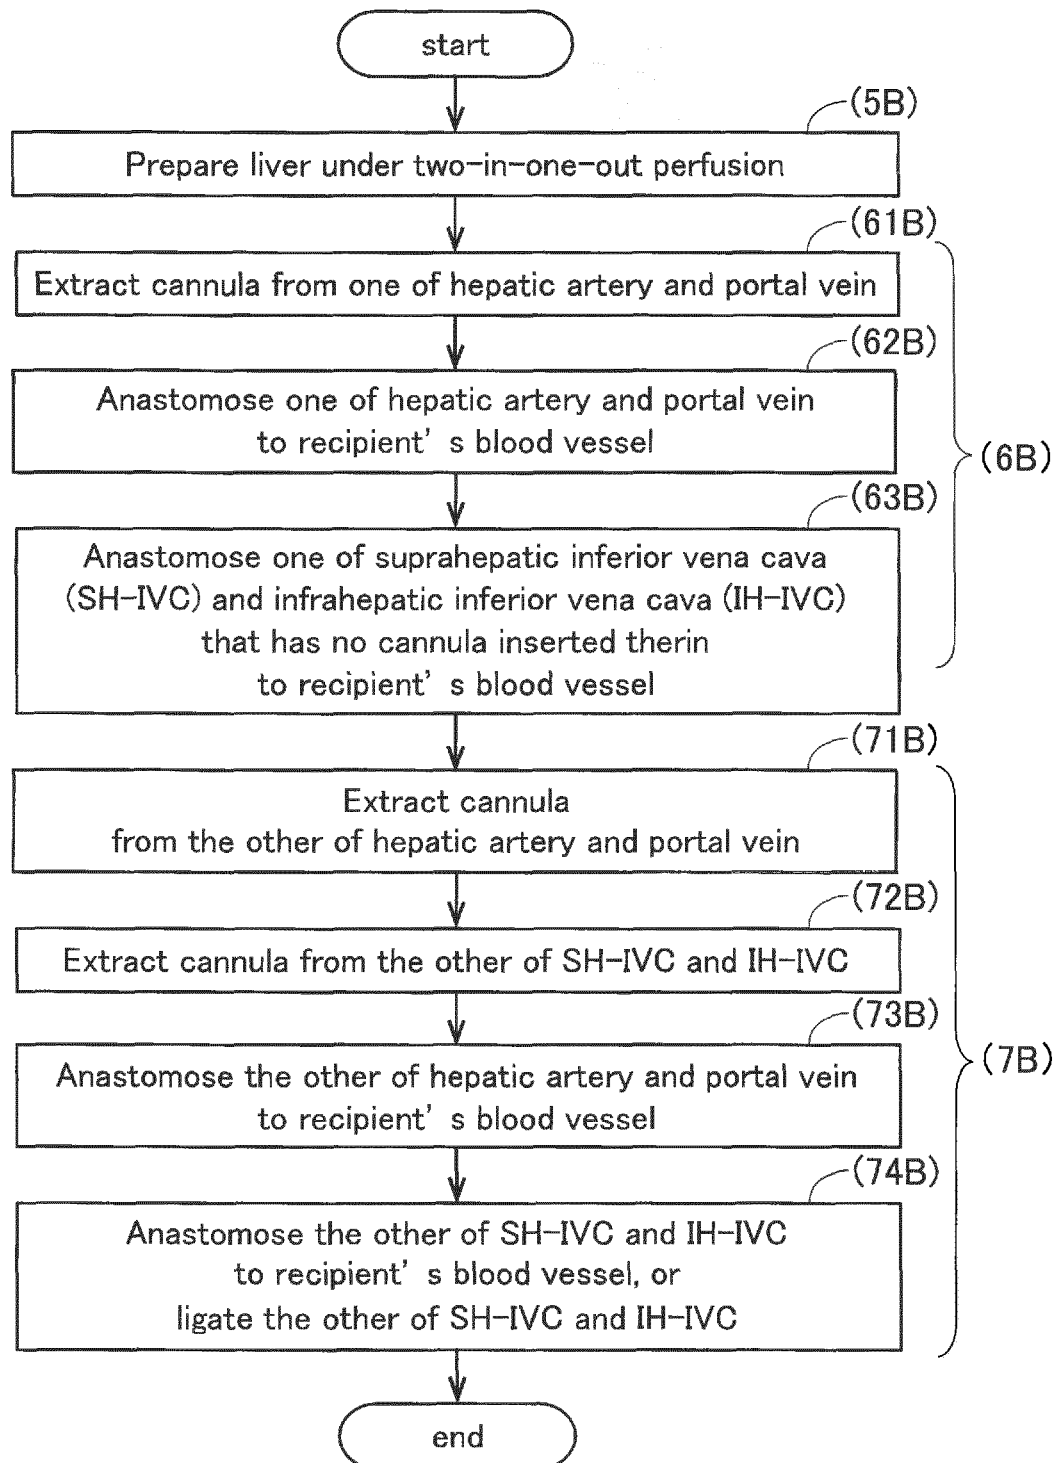 start
(5B)
Prepare liver under two-in-one-out perfusion
(61B)
Extract cannula from one of hepatic artery and portal vein
(62B)
Anastomose one of hepatic artery and portal vein
to recipient' s blood vessel
(6B)
(63B)
Anastomose one of suprahepatic inferior vena cava
(SH-IVC) and infrahepatic inferior vena cava (IH-IVC)
that has no cannula inserted therin
to recipient' s blood vessel
(71B)
Extract cannula
from the other of hepatic artery and portal vein
(72B)
Extract cannula from the other of SH-IVC and IH-IVC
(73B)
Anastomose the other of hepatic artery and portal vein
to recipient' s blood vessel
(7B)
(74B)
Anastomose the other of SH-IVC and IH-IVC
to recipient' s blood vessel, or
ligate the other of SH-IVC and IH-IVC
end